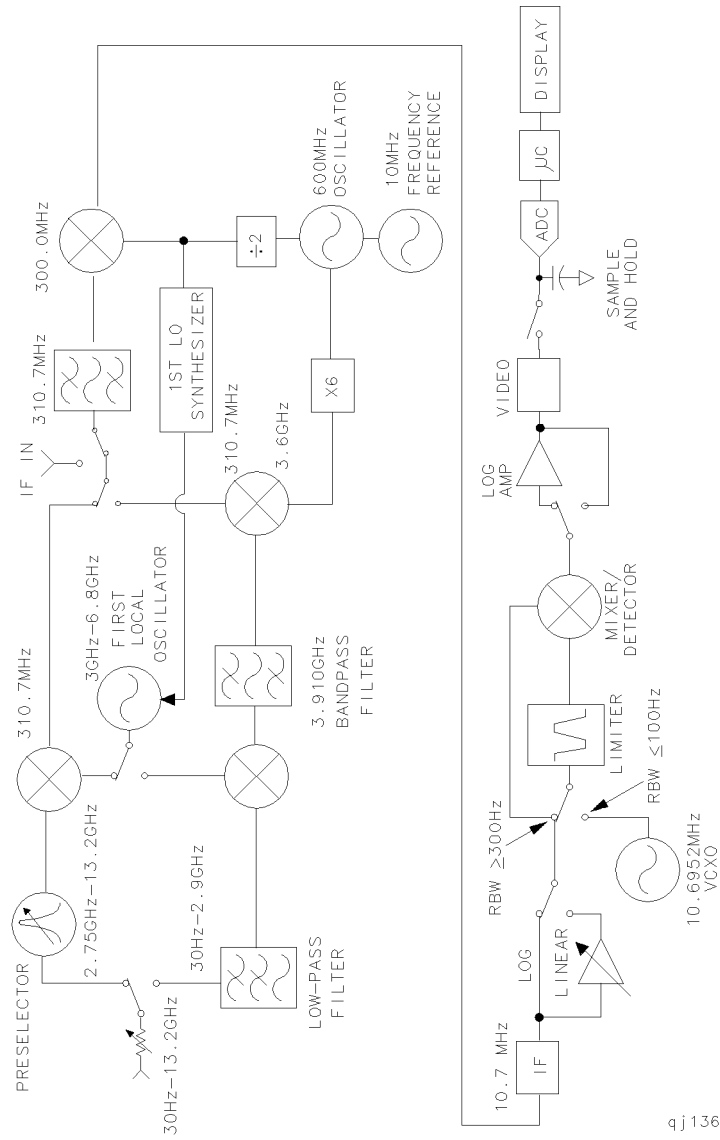 PRESELECTOR
2.75GHz-13.2GHz
30Hz-13.2GHz
30Hz-2.9GHz
LOW-PASS
FILTER
310.7MHz
3GHz-6.8GHz
FIRST
LOCAL
OSCILLATOR
3.910GHz
BANDPASS
FILTER
IF IN
310.7MHz
300.0MHz
1ST LO
SYNTHESIZER
÷2
310.7MHz
3.6GHz
X6
600MHz
OSCILLATOR
10MHz
FREQUENCY
REFERENCE
10.7 MHz
IF
LOG
LINEAR
RBW ≥300Hz
RBW ≤100Hz
10.6952MHz
VCXO
LIMITER
MIXER/
DETECTOR
LOG
AMP
VIDEO
SAMPLE
AND HOLD
ADC
µC
DISPLAY
qj136